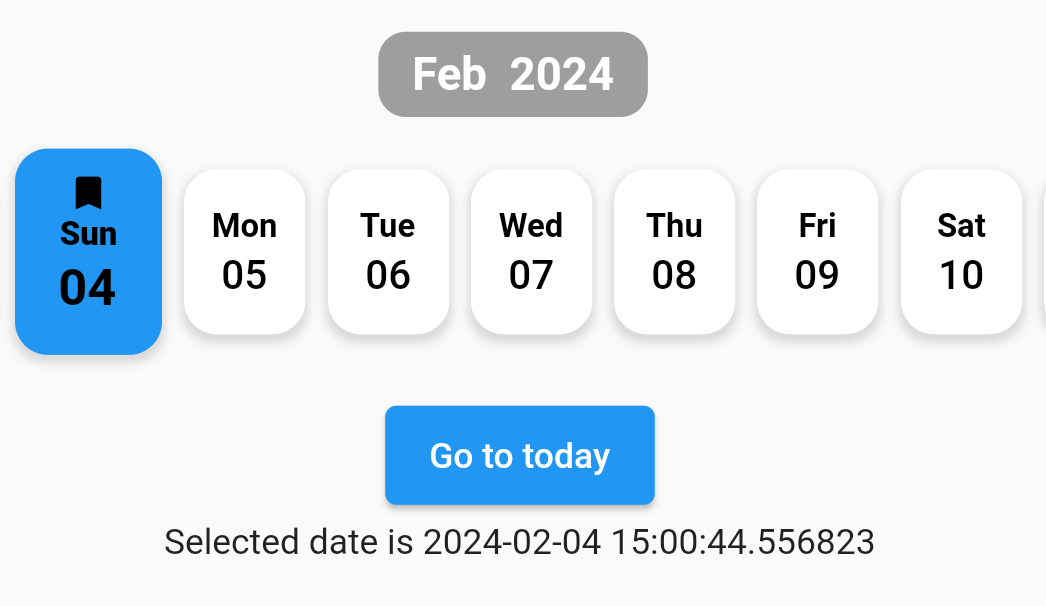 Feb 2024
Sun Mon Tue Wed Thu Fri Sat
04 05 06 07 08 09 10
Go to today
Selected date is 2024-02-04 15:00:44.556823